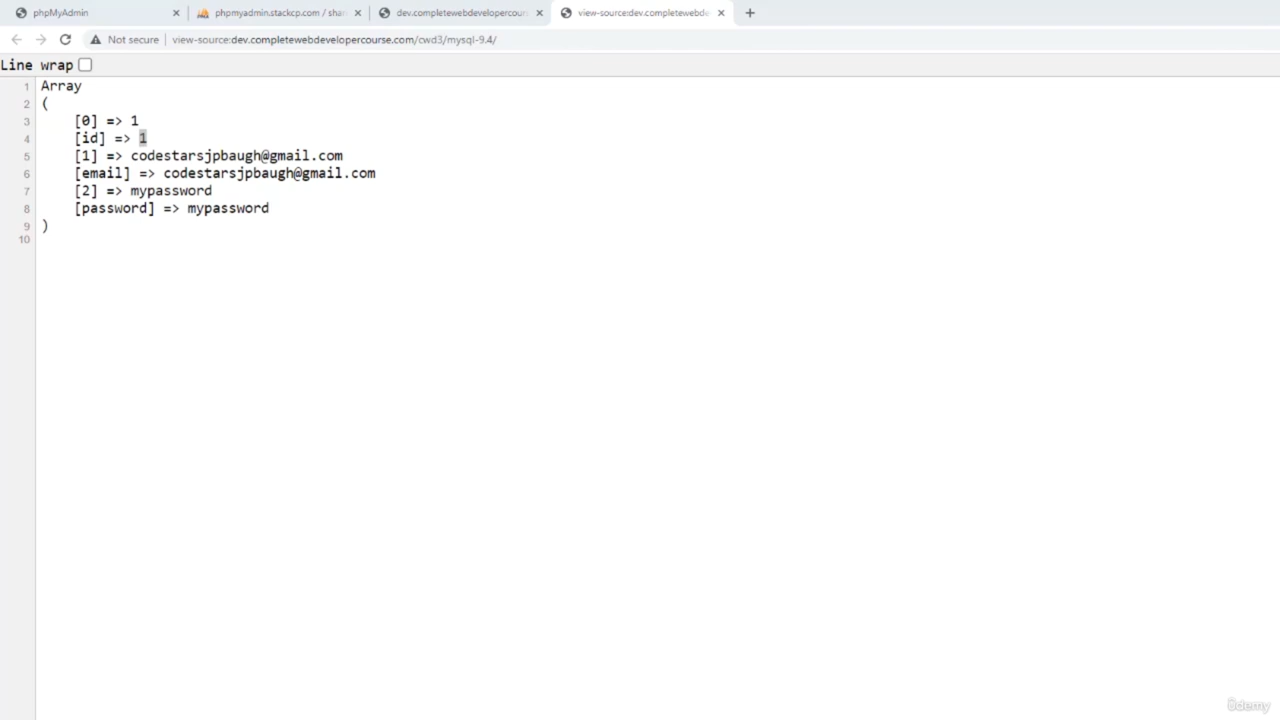 phpMyAdmin
phpmyadmin.stackcp.com / shar
dev.completewebdevelopercour
view-source:dev.completewebde
Not secure
view-source:dev.completewebdevelopercourse.com/cwd3/mysql-9.4/
Line wrap
1 Array
2 (
3 [0] => 1
4 [id] => 1
5 [1] => codestarsjpbaugh@gmail.com
6 [email] => codestarsjpbaugh@gmail.com
7 [2] => mypassword
8 [password] => mypassword
9 )
10
ûdemy